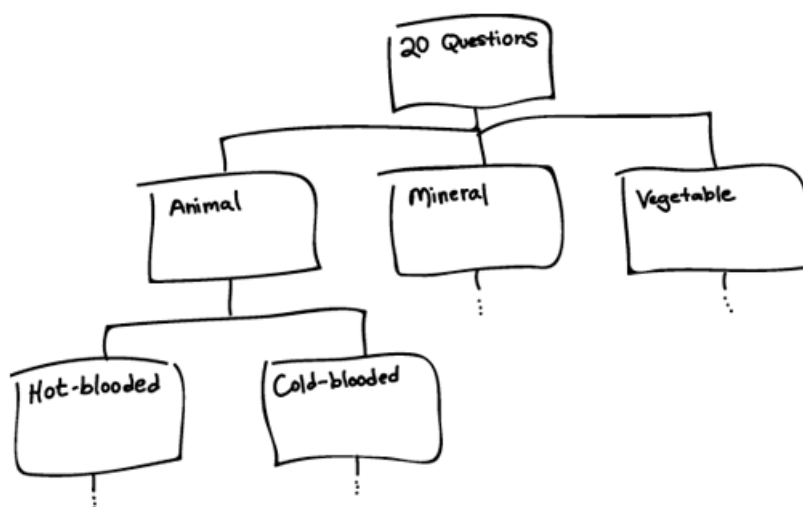 20 Questions
Animal
Mineral
Vegetable
Hot-blooded
Cold-blooded